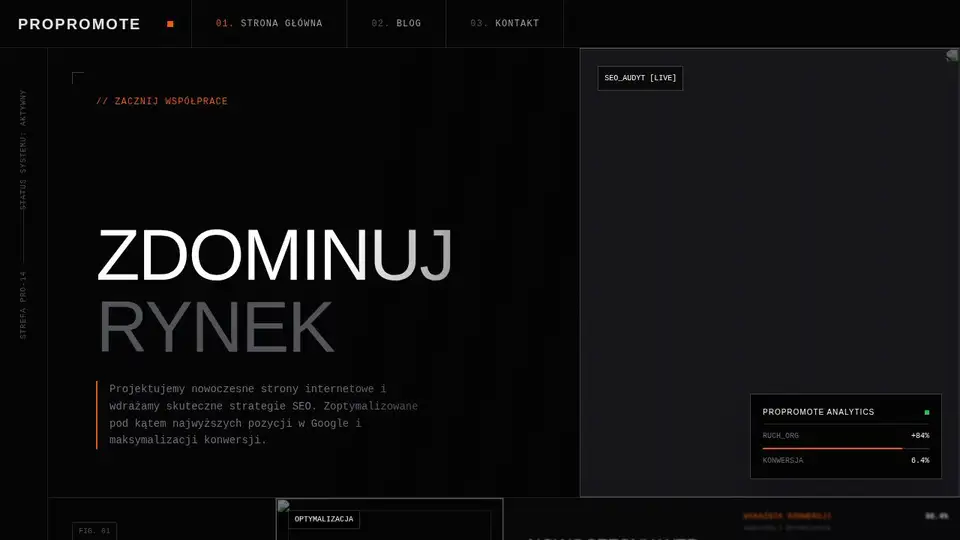 PROPROMOTE
01. STRONA GŁÓWNA
02. BLOG
03. KONTAKT
STATUS SYSTEMU: AKTYWNY
STREFA PRO-14
// ZACZNIJ WSPÓŁPRACE
ZDOMINUJ
RYNEK
Projektujemy nowoczesne strony internetowe i
wdrażamy skuteczne strategie SEO. Zoptymalizowane
pod kątem najwyższych pozycji w Google i
maksymalizacji konwersji.
SEO_AUDYT [LIVE]
PROPROMOTE ANALYTICS
RUCH_ORG
+84%
KONWERSJA
6.4%
FIG. 61
OPTYMALIZACJA